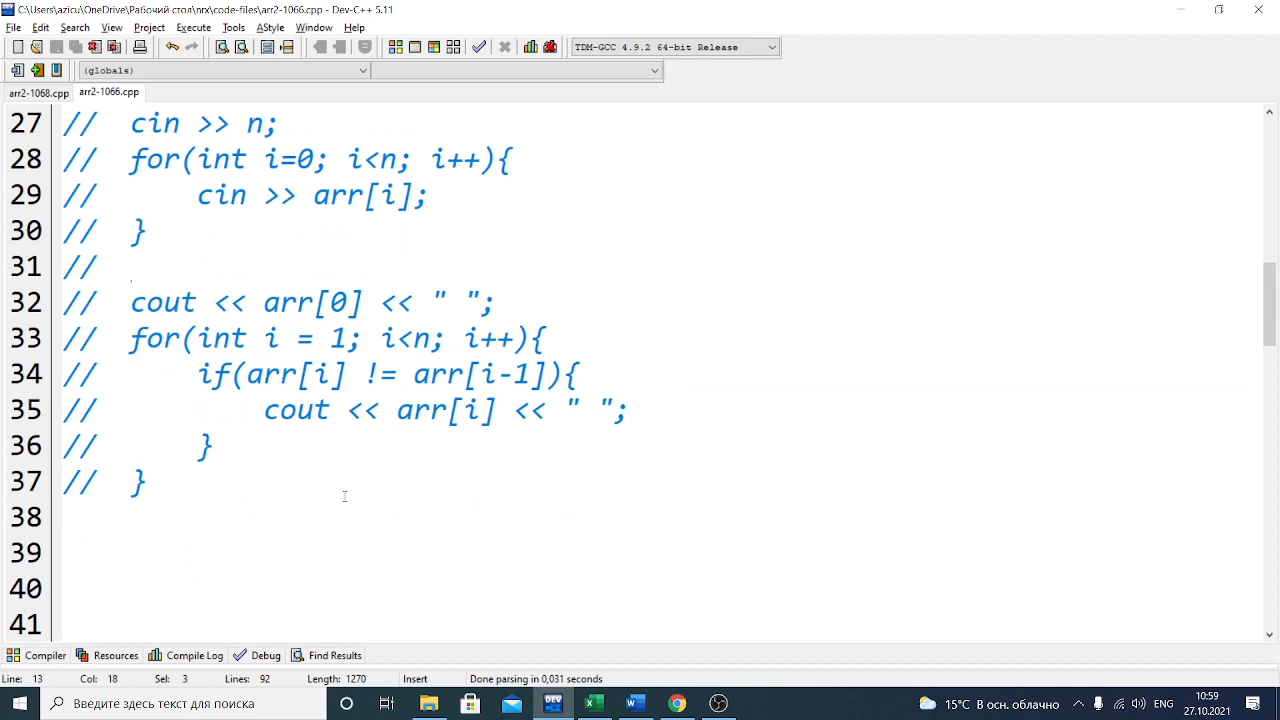 C:\Users\azicu\OneDrive\Рабочий стол\nrx\code-files\arr2-1066.cpp - Dev-C++ 5.11
File Edit Search View Project Execute Tools AStyle Window Help
TDM-GCC 4.9.2 64-bit Release
(globals)
arr2-1068.cpp arr2-1066.cpp
27 // cin >> n;
28 // for(int i=0; i<n; i++){
29 // cin >> arr[i];
30 // }
31 //
32 // cout << arr[0] << " ";
33 // for(int i = 1; i<n; i++){
34 // if(arr[i] != arr[i-1]){
35 // cout << arr[i] << " ";
36 // }
37 // }
38
39
40
41
Compiler Resources Compile Log Debug Find Results
Line: 13 Col: 18 Sel: 3 Lines: 92 Length: 1270 Insert Done parsing in 0,031 seconds
Введите здесь текст для поиска
15°C В осн. облачно ENG 10:59
27.10.2021